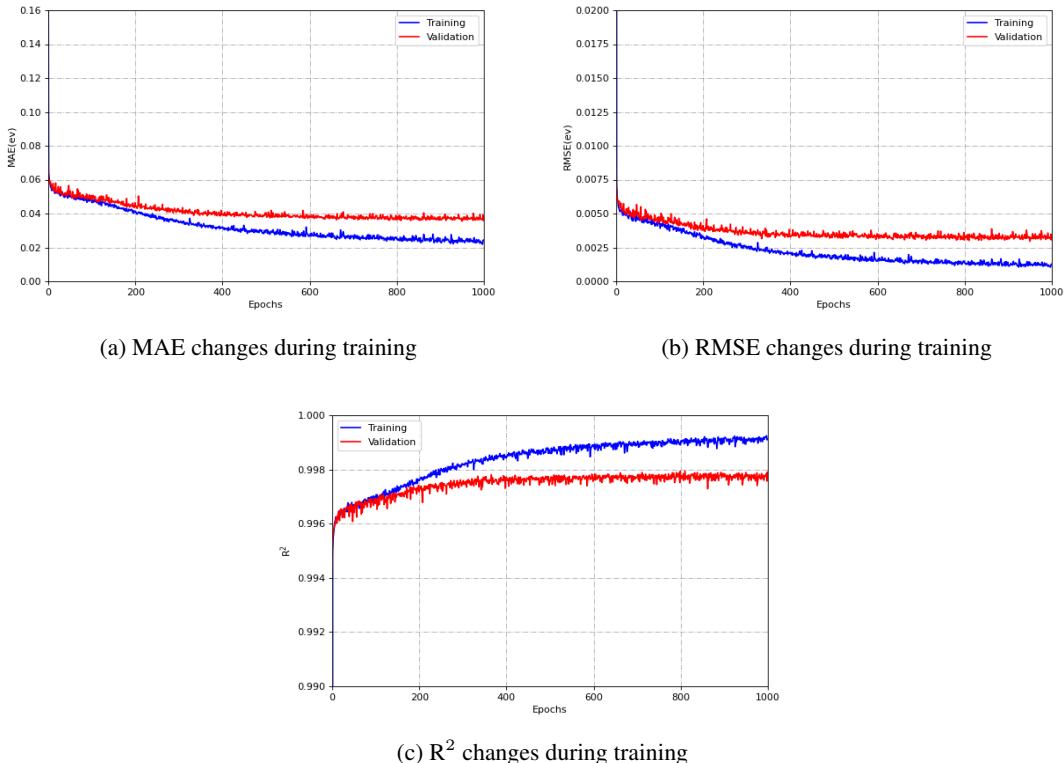 0.16
0.14
0.12
0.10
0.08
0.06
0.04
0.02
0.00
MAE(ev)
0 200 400 600 800 1000
Epochs
Training
Validation
(a) MAE changes during training
0.0200
0.0175
0.0150
0.0125
0.0100
0.0075
0.0050
0.0025
0.0000
RMSE(ev)
0 200 400 600 800 1000
Epochs
Training
Validation
(b) RMSE changes during training
1.000
0.998
0.996
0.994
0.992
0.990
R²
0 200 400 600 800 1000
Epochs
Training
Validation
(c) R² changes during training